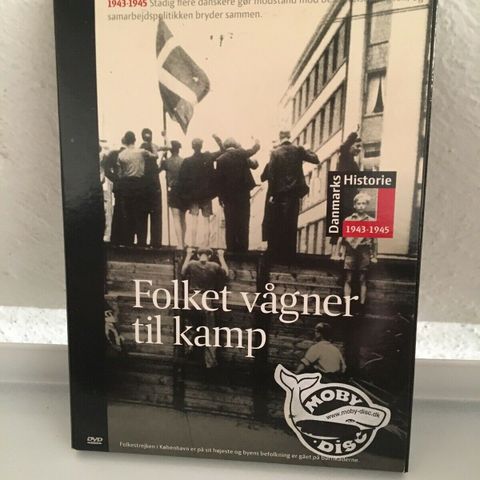 1943-1945 Stadig flere danskere gør modstand mod
samarbejdspolitikken bryder sammen.
Danmarks
Historie
1943-1945
Folket vågner
til kamp
MOBY
www.moby-disc.dk
DISC
DVD
Folkestrejken i København er på sit højeste og byens befolkning er gået på barrikaderne.